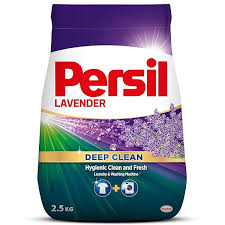 Persil
LAVENDER
DEEP CLEAN
Hygienic Clean and Fresh
Laundry & Washing Machine
+
2.5 KG